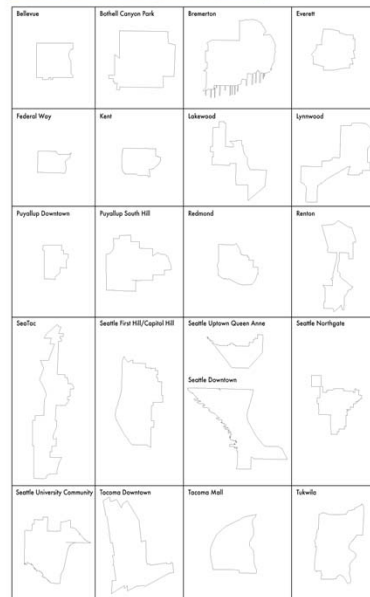 Bellevue
Bothell Canyon Park
Bremerton
Everett
Federal Way
Kent
Lakewood
Lynnwood
Puyallup Downtown
Puyallup South Hill
Redmond
Renton
SeaTac
Seattle First Hill/Capitol Hill
Seattle Uptown Queen Anne
Seattle Northgate
Seattle Downtown
Seattle University Community
Tacoma Downtown
Tacoma Mall
Tukwila